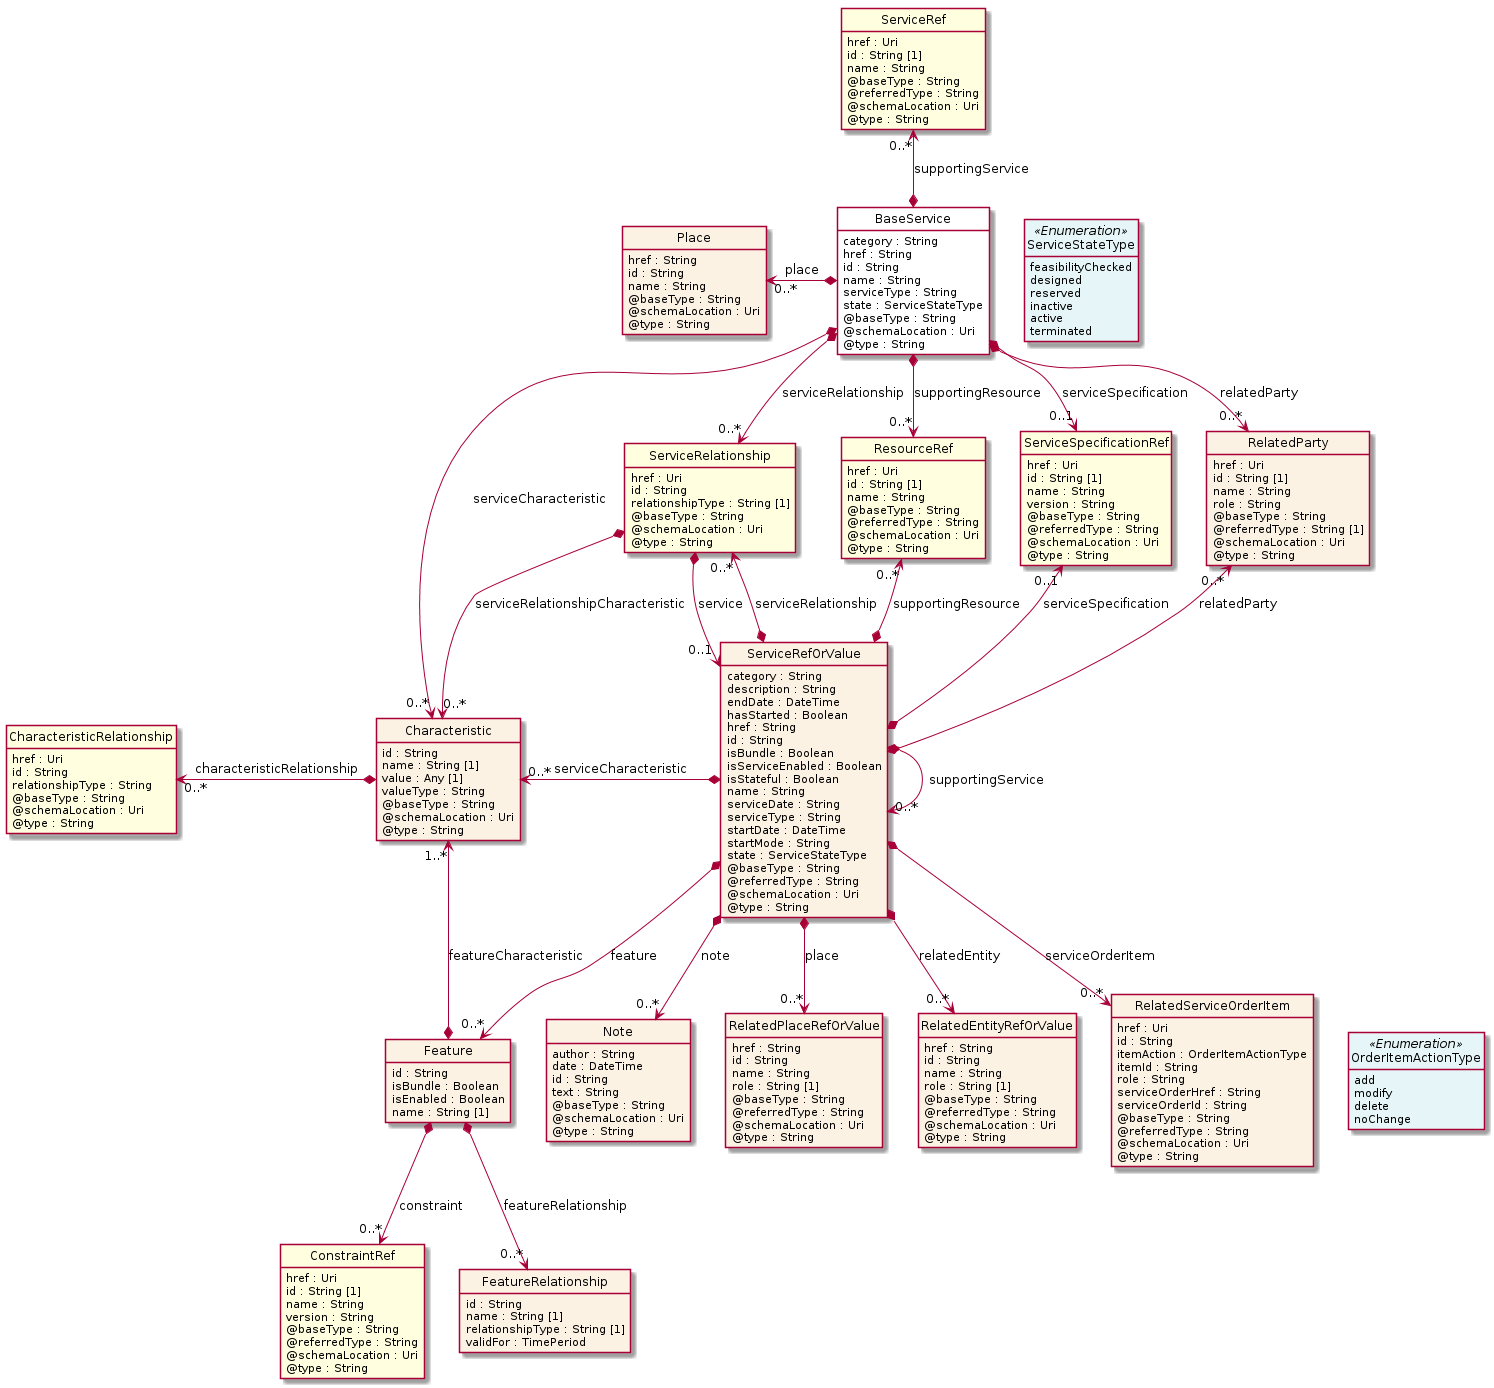 ServiceRef
href : Uri
id : String [1]
name : String
@baseType : String
@referredType : String
@schemaLocation : Uri
@type : String
0..*
supportingService
BaseService
category : String
href : String
id : String
name : String
serviceType : String
state : ServiceStateType
@baseType : String
@schemaLocation : Uri
@type : String
«Enumeration»
ServiceStateType
feasibilityChecked
designed
reserved
inactive
active
terminated
Place
href : String
id : String
name : String
@baseType : String
@schemaLocation : Uri
@type : String
place
0..*
serviceRelationship
0..*
supportingResource
0..*
serviceSpecification
0..1
relatedParty
0..*
serviceCharacteristic
0..*
ServiceRelationship
href : Uri
id : String
relationshipType : String [1]
@baseType : String
@schemaLocation : Uri
@type : String
ResourceRef
href : Uri
id : String [1]
name : String
@baseType : String
@referredType : String
@schemaLocation : Uri
@type : String
ServiceSpecificationRef
href : Uri
id : String [1]
name : String
version : String
@baseType : String
@referredType : String
@schemaLocation : Uri
@type : String
RelatedParty
href : Uri
id : String [1]
name : String
role : String
@baseType : String
@referredType : String [1]
@schemaLocation : Uri
@type : String
serviceRelationshipCharacteristic
0..*
service
0..1
serviceRelationship
0..*
supportingResource
0..*
serviceSpecification
0..1
relatedParty
0..*
ServiceRefOrValue
category : String
description : String
endDate : DateTime
hasStarted : Boolean
href : String
id : String
isBundle : Boolean
isServiceEnabled : Boolean
isStateful : Boolean
name : String
serviceDate : String
serviceType : String
startDate : DateTime
startMode : String
state : ServiceStateType
@baseType : String
@referredType : String
@schemaLocation : Uri
@type : String
supportingService
0..*
Characteristic
id : String
name : String [1]
value : Any [1]
valueType : String
@baseType : String
@schemaLocation : Uri
@type : String
0..*
serviceCharacteristic
CharacteristicRelationship
href : Uri
id : String
relationshipType : String
@baseType : String
@schemaLocation : Uri
@type : String
characteristicRelationship
0..*
1..*
featureCharacteristic
feature
0..*
note
0..*
place
0..*
relatedEntity
0..*
serviceOrderItem
0..*
Feature
id : String
isBundle : Boolean
isEnabled : Boolean
name : String [1]
Note
author : String
date : DateTime
id : String
text : String
@baseType : String
@schemaLocation : Uri
@type : String
RelatedPlaceRefOrValue
href : String
id : String
name : String
role : String [1]
@baseType : String
@referredType : String
@schemaLocation : Uri
@type : String
RelatedEntityRefOrValue
href : String
id : String
name : String
role : String [1]
@baseType : String
@referredType : String
@schemaLocation : Uri
@type : String
RelatedServiceOrderItem
href : Uri
id : String
itemAction : OrderItemActionType
itemId : String
role : String
serviceOrderHref : String
serviceOrderId : String
@baseType : String
@referredType : String
@schemaLocation : Uri
@type : String
«Enumeration»
OrderItemActionType
add
modify
delete
noChange
constraint
0..*
featureRelationship
0..*
ConstraintRef
href : Uri
id : String [1]
name : String
version : String
@baseType : String
@referredType : String
@schemaLocation : Uri
@type : String
FeatureRelationship
id : String
name : String [1]
relationshipType : String [1]
validFor : TimePeriod